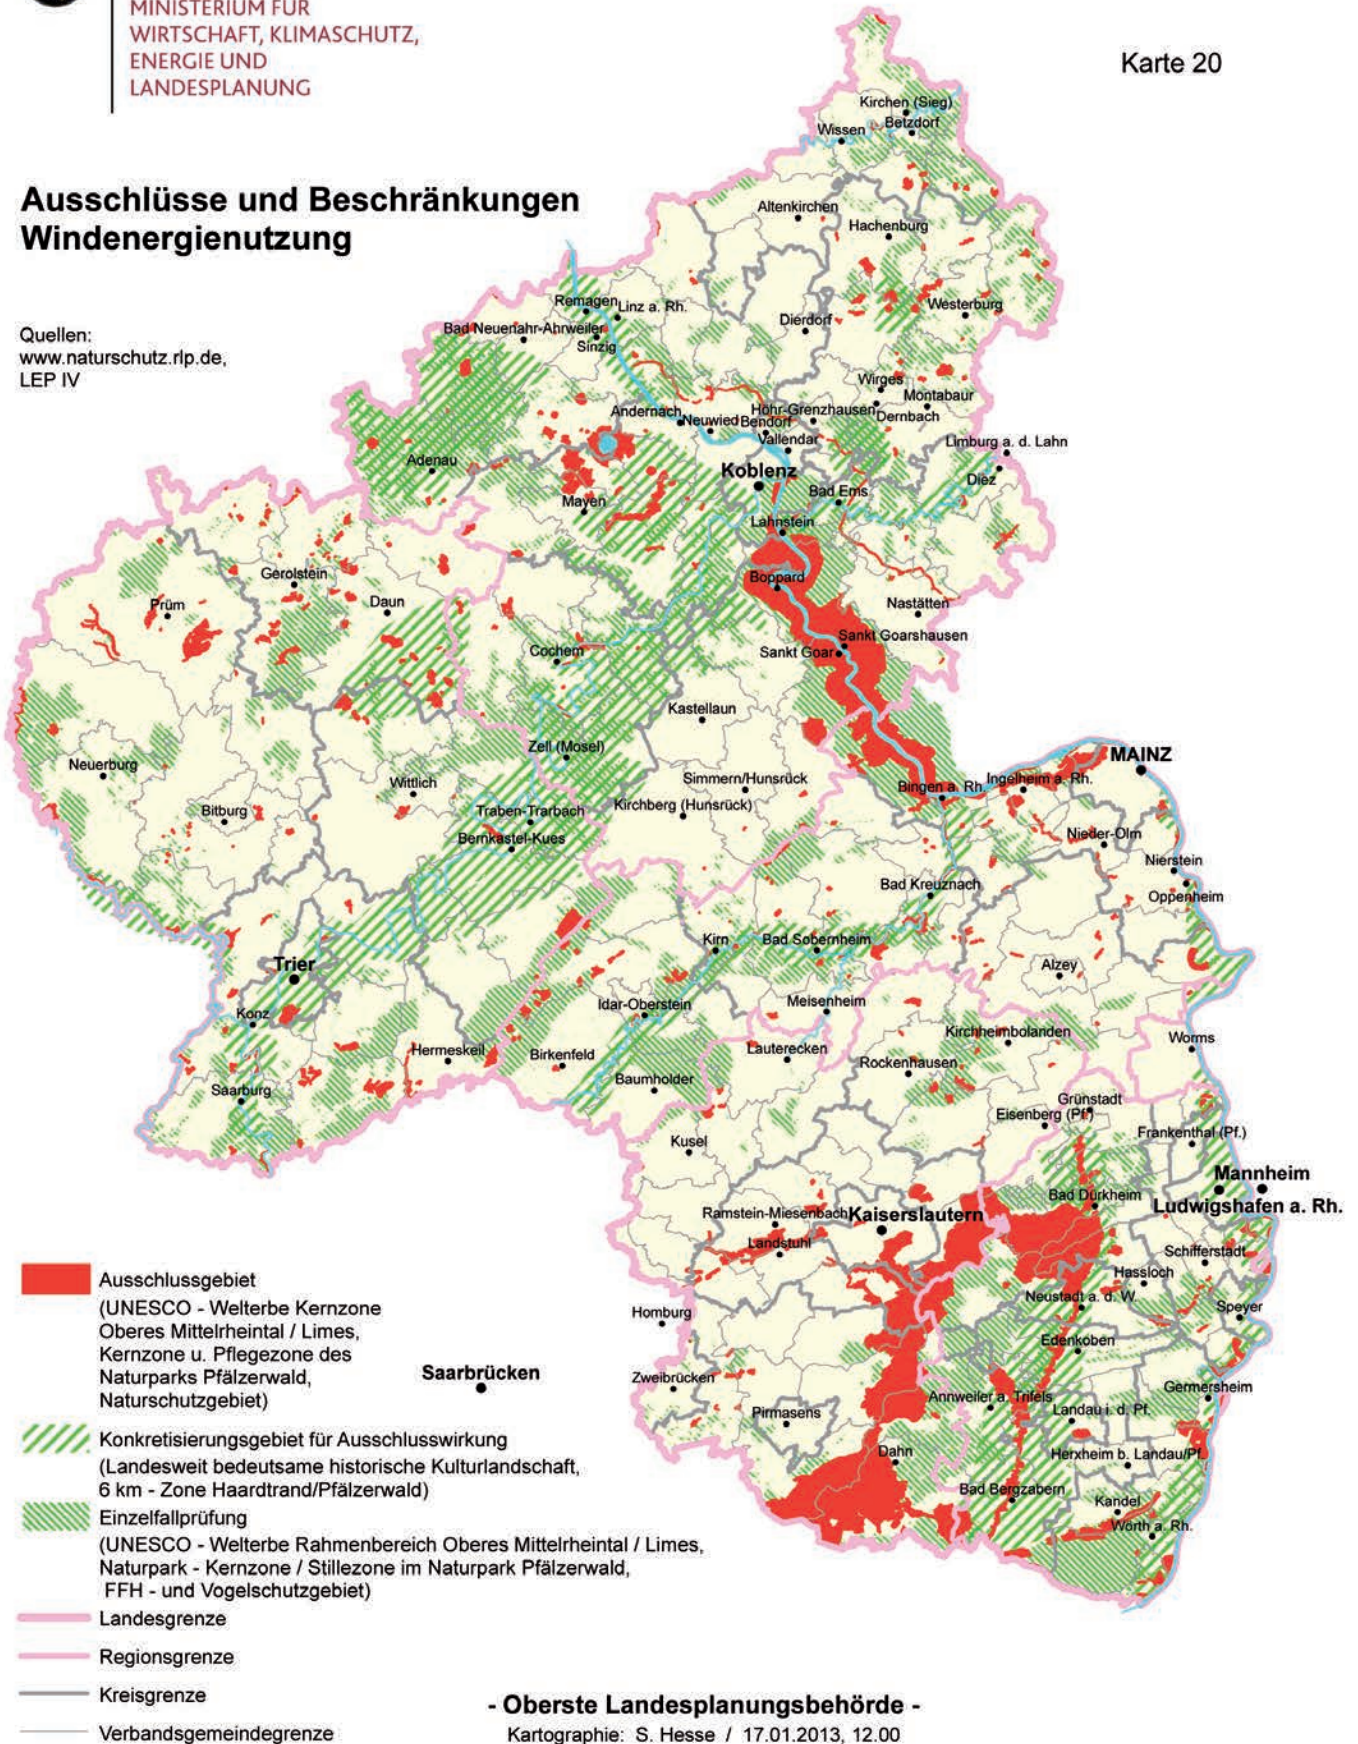 MINISTERIUM FÜR
WIRTSCHAFT, KLIMASCHUTZ,
ENERGIE UND
LANDESPLANUNG
Karte 20
Ausschlüsse und Beschränkungen
Windenergienutzung
Quellen:
www.naturschutz.rlp.de,
LEP IV
Kirchen (Sieg)
Betzdorf
Wissen
Altenkirchen
Hachenburg
Remagen
Linz a. Rh.
Westerburg
Bad Neuenahr-Ahrweiler
Dierdorf
Sinzig
Wirges
Montabaur
Andernach
Neuwied
Bendorf
Höhr-Grenzhausen
Dernbach
Vallendar
Limburg a. d. Lahn
Adenau
Koblenz
Diez
Mayen
Bad Ems
Lahnstein
Gerolstein
Boppard
Prüm
Daun
Nastätten
Sankt Goarshausen
Cochem
Sankt Goar
Kastellaun
Zell (Mosel)
MAINZ
Neuerburg
Wittlich
Simmern/Hunsrück
Bingen a. Rh.
Ingelheim a. Rh.
Bitburg
Traben-Trarbach
Kirchberg (Hunsrück)
Bernkastel-Kues
Nieder-Olm
Nierstein
Bad Kreuznach
Oppenheim
Kirn
Bad Sobernheim
Trier
Alzey
Idar-Oberstein
Meisenheim
Konz
Kirchheimbolanden
Worms
Hermeskeil
Birkenfeld
Lauterecken
Rockenhausen
Baumholder
Saarburg
Grünstadt
Eisenberg (Pf.)
Kusel
Frankenthal (Pf.)
Mannheim
Bad Dürkheim
Ludwigshafen a. Rh.
Ramstein-Miesenbach
Kaiserslautern
Landstuhl
Schifferstadt
Hassloch
Neustadt a. d. W.
Homburg
Speyer
Edenkoben
Saarbrücken
Zweibrücken
Annweiler a. Trifels
Germersheim
Pirmasens
Landau i. d. Pf.
Dahn
Herxheim b. Landau/Pf.
Bad Bergzabern
Kandel
Wörth a. Rh.
Ausschlussgebiet
(UNESCO - Welterbe Kernzone
Oberes Mittelrheintal / Limes,
Kernzone u. Pflegezone des
Naturparks Pfälzerwald,
Naturschutzgebiet)
Konkretisierungsgebiet für Ausschlusswirkung
(Landesweit bedeutsame historische Kulturlandschaft,
6 km - Zone Haardtrand/Pfälzerwald)
Einzelfallprüfung
(UNESCO - Welterbe Rahmenbereich Oberes Mittelrheintal / Limes,
Naturpark - Kernzone / Stillezone im Naturpark Pfälzerwald,
FFH - und Vogelschutzgebiet)
Landesgrenze
Regionsgrenze
Kreisgrenze
Verbandsgemeindegrenze
- Oberste Landesplanungsbehörde -
Kartographie: S. Hesse / 17.01.2013, 12.00